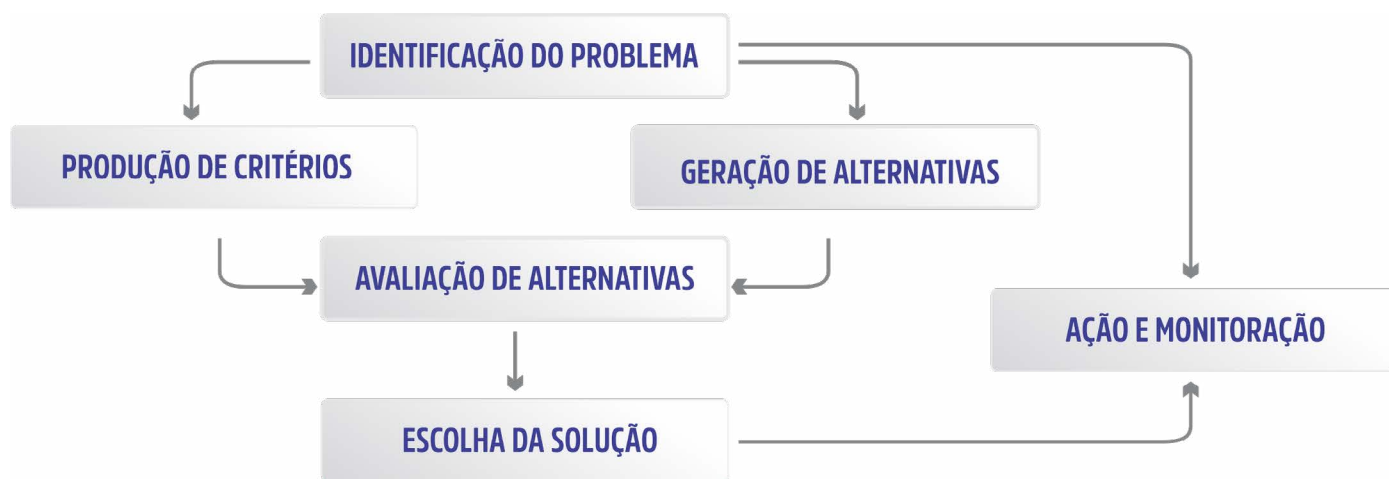 IDENTIFICAÇÃO DO PROBLEMA
PRODUÇÃO DE CRITÉRIOS
GERAÇÃO DE ALTERNATIVAS
AVALIAÇÃO DE ALTERNATIVAS
AÇÃO E MONITORAÇÃO
ESCOLHA DA SOLUÇÃO